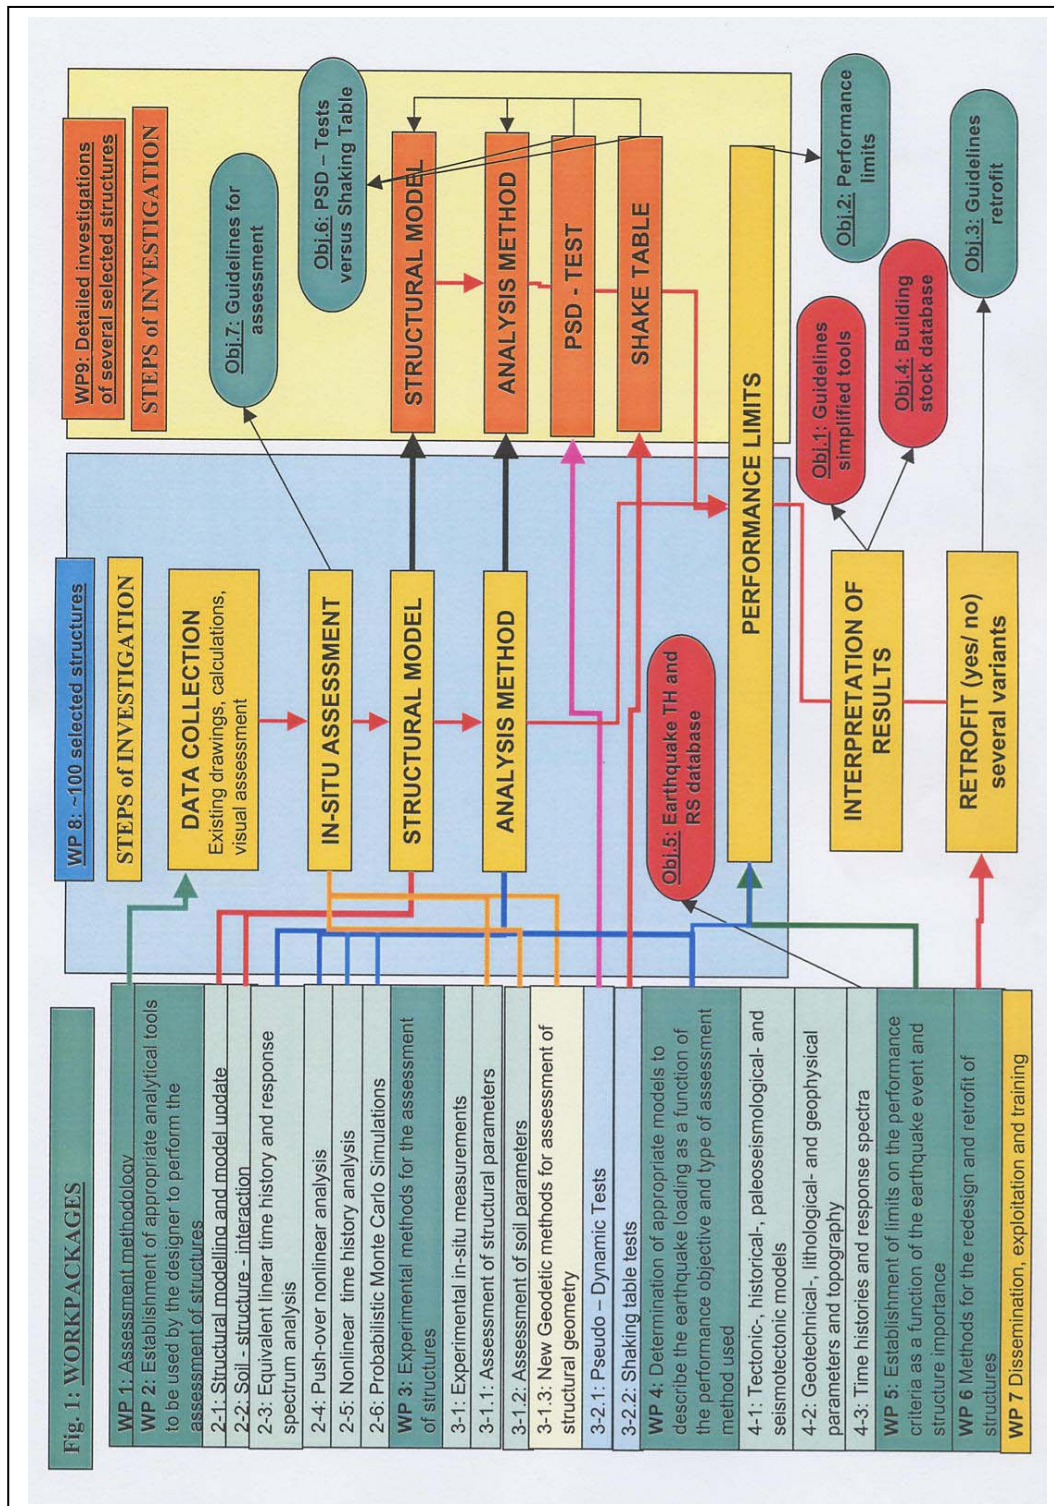 Fig. 1: WORKPACKAGES
WP 1: Assessment methodology
WP 2: Establishment of appropriate analytical tools
to be used by the designer to perform the
assessment of structures
2-1: Structural modelling and model update
2-2: Soil - structure - interaction
2-3: Equivalent linear time history and response
spectrum analysis
2-4: Push-over nonlinear analysis
2-5: Nonlinear time history analysis
2-6: Probabilistic Monte Carlo Simulations
WP 3: Experimental methods for the assessment
of structures
3-1: Experimental in-situ measurements
3-1.1: Assessment of structural parameters
3-1.2: Assessment of soil parameters
3-1.3: New Geodetic methods for assessment of
structural geometry
3-2.1: Pseudo – Dynamic Tests
3-2.2: Shaking table tests
WP 4: Determination of appropriate models to
describe the earthquake loading as a function of
the performance objective and type of assessment
method used
4-1: Tectonic-, historical-, paleoseismological- and
seismotectonic models
4-2: Geotechnical-, lithological- and geophysical
parameters and topography
4-3: Time histories and response spectra
WP 5: Establishment of limits on the performance
criteria as a function of the earthquake event and
structure importance
WP 6 Methods for the redesign and retrofit of
structures
WP 7 Dissemination, exploitation and training
WP 8: ~100 selected structures
STEPS of INVESTIGATION
DATA COLLECTION
Existing drawings, calculations,
visual assessment
IN-SITU ASSESSMENT
STRUCTURAL MODEL
ANALYSIS METHOD
Obj.5: Earthquake TH and
RS database
PERFORMANCE LIMITS
INTERPRETATION OF
RESULTS
RETROFIT (yes/ no)
several variants
WP9: Detailed investigations
of several selected structures
STEPS of INVESTIGATION
Obj.7: Guidelines for
assessment
Obj.6: PSD – Tests
versus Shaking Table
STRUCTURAL MODEL
ANALYSIS METHOD
PSD - TEST
SHAKE TABLE
Obj.2: Performance
limits
Obj.1: Guidelines
simplified tools
Obj.4: Building
stock database
Obj.3: Guidelines
retrofit